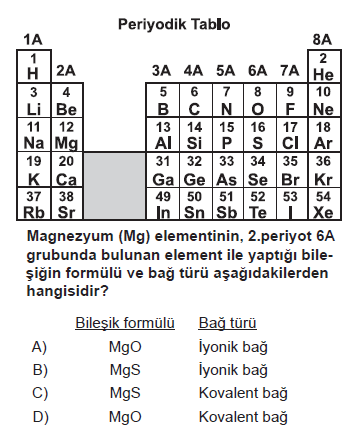 Periyodik Tablo
1A 8A
1 2
H 2A 3A 4A 5A 6A 7A He
3 4 5 6 7 8 9 10
Li Be B C N O F Ne
11 12 13 14 15 16 17 18
Na Mg Al Si P S Cl Ar
19 20 31 32 33 34 35 36
K Ca Ga Ge As Se Br Kr
37 38 49 50 51 52 53 54
Rb Sr In Sn Sb Te I Xe
Magnezyum (Mg) elementinin, 2.periyot 6A
grubunda bulunan element ile yaptığı bile-
şiğin formülü ve bağ türü aşağıdakilerden
hangisidir?
Bileşik formülü Bağ türü
A) MgO İyonik bağ
B) MgS İyonik bağ
C) MgS Kovalent bağ
D) MgO Kovalent bağ